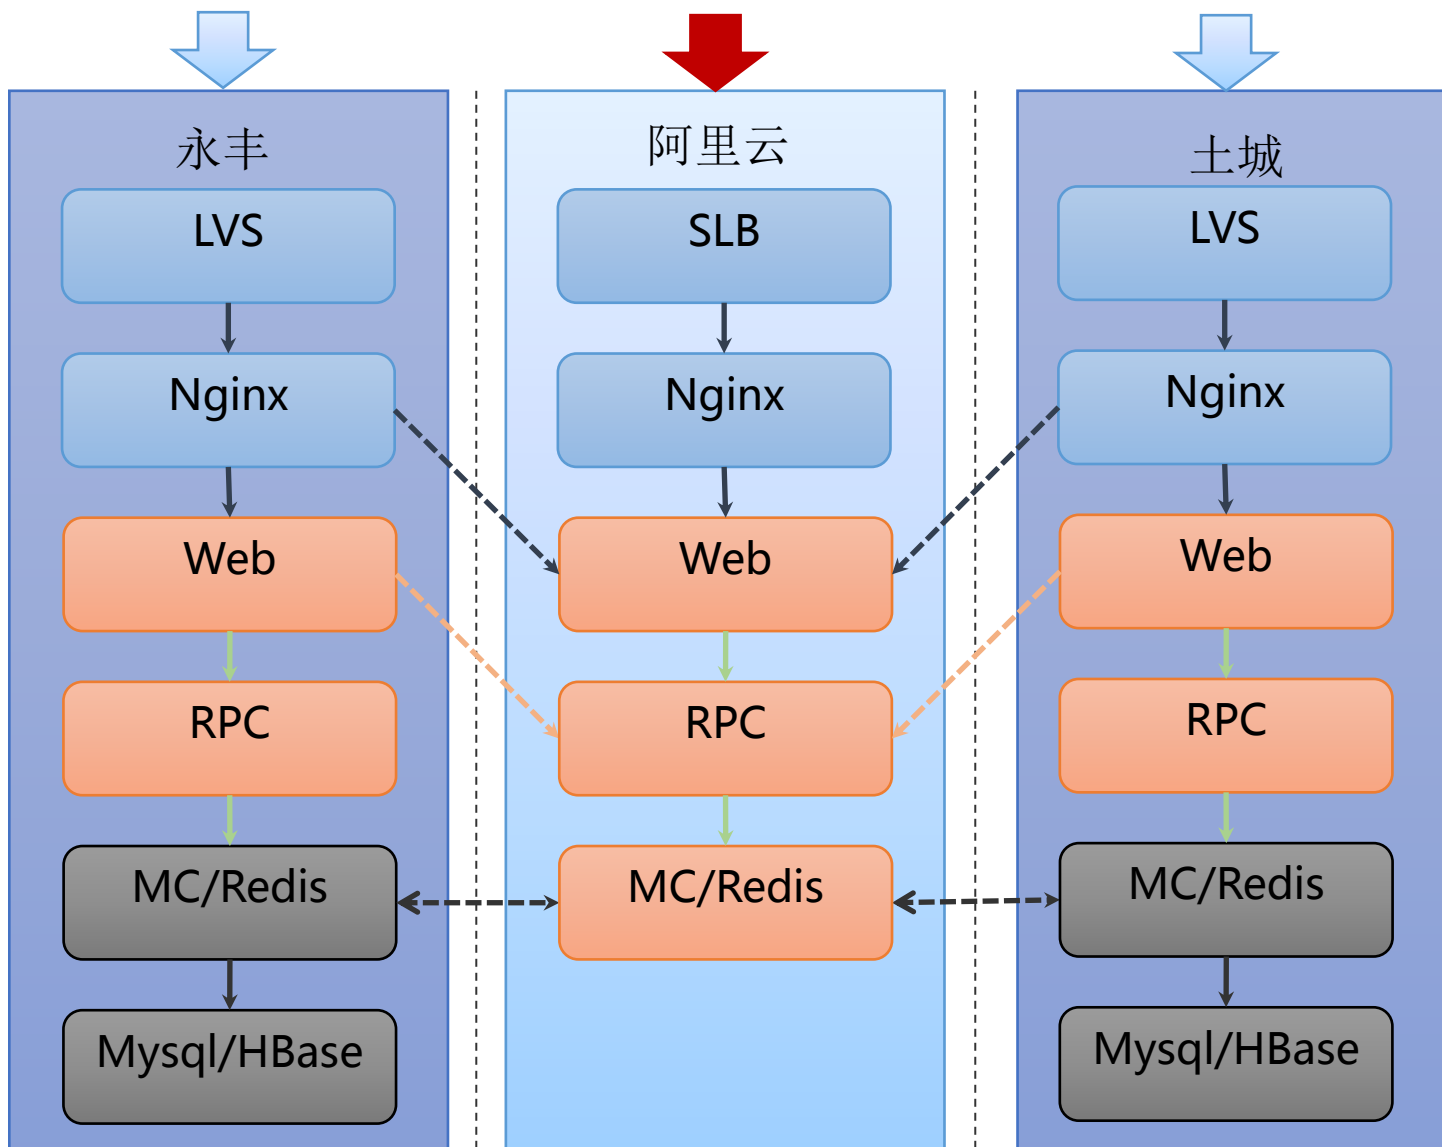 永丰
LVS
Nginx
Web
RPC
MC/Redis
Mysql/HBase
阿里云
SLB
Nginx
Web
RPC
MC/Redis
土城
LVS
Nginx
Web
RPC
MC/Redis
Mysql/HBase